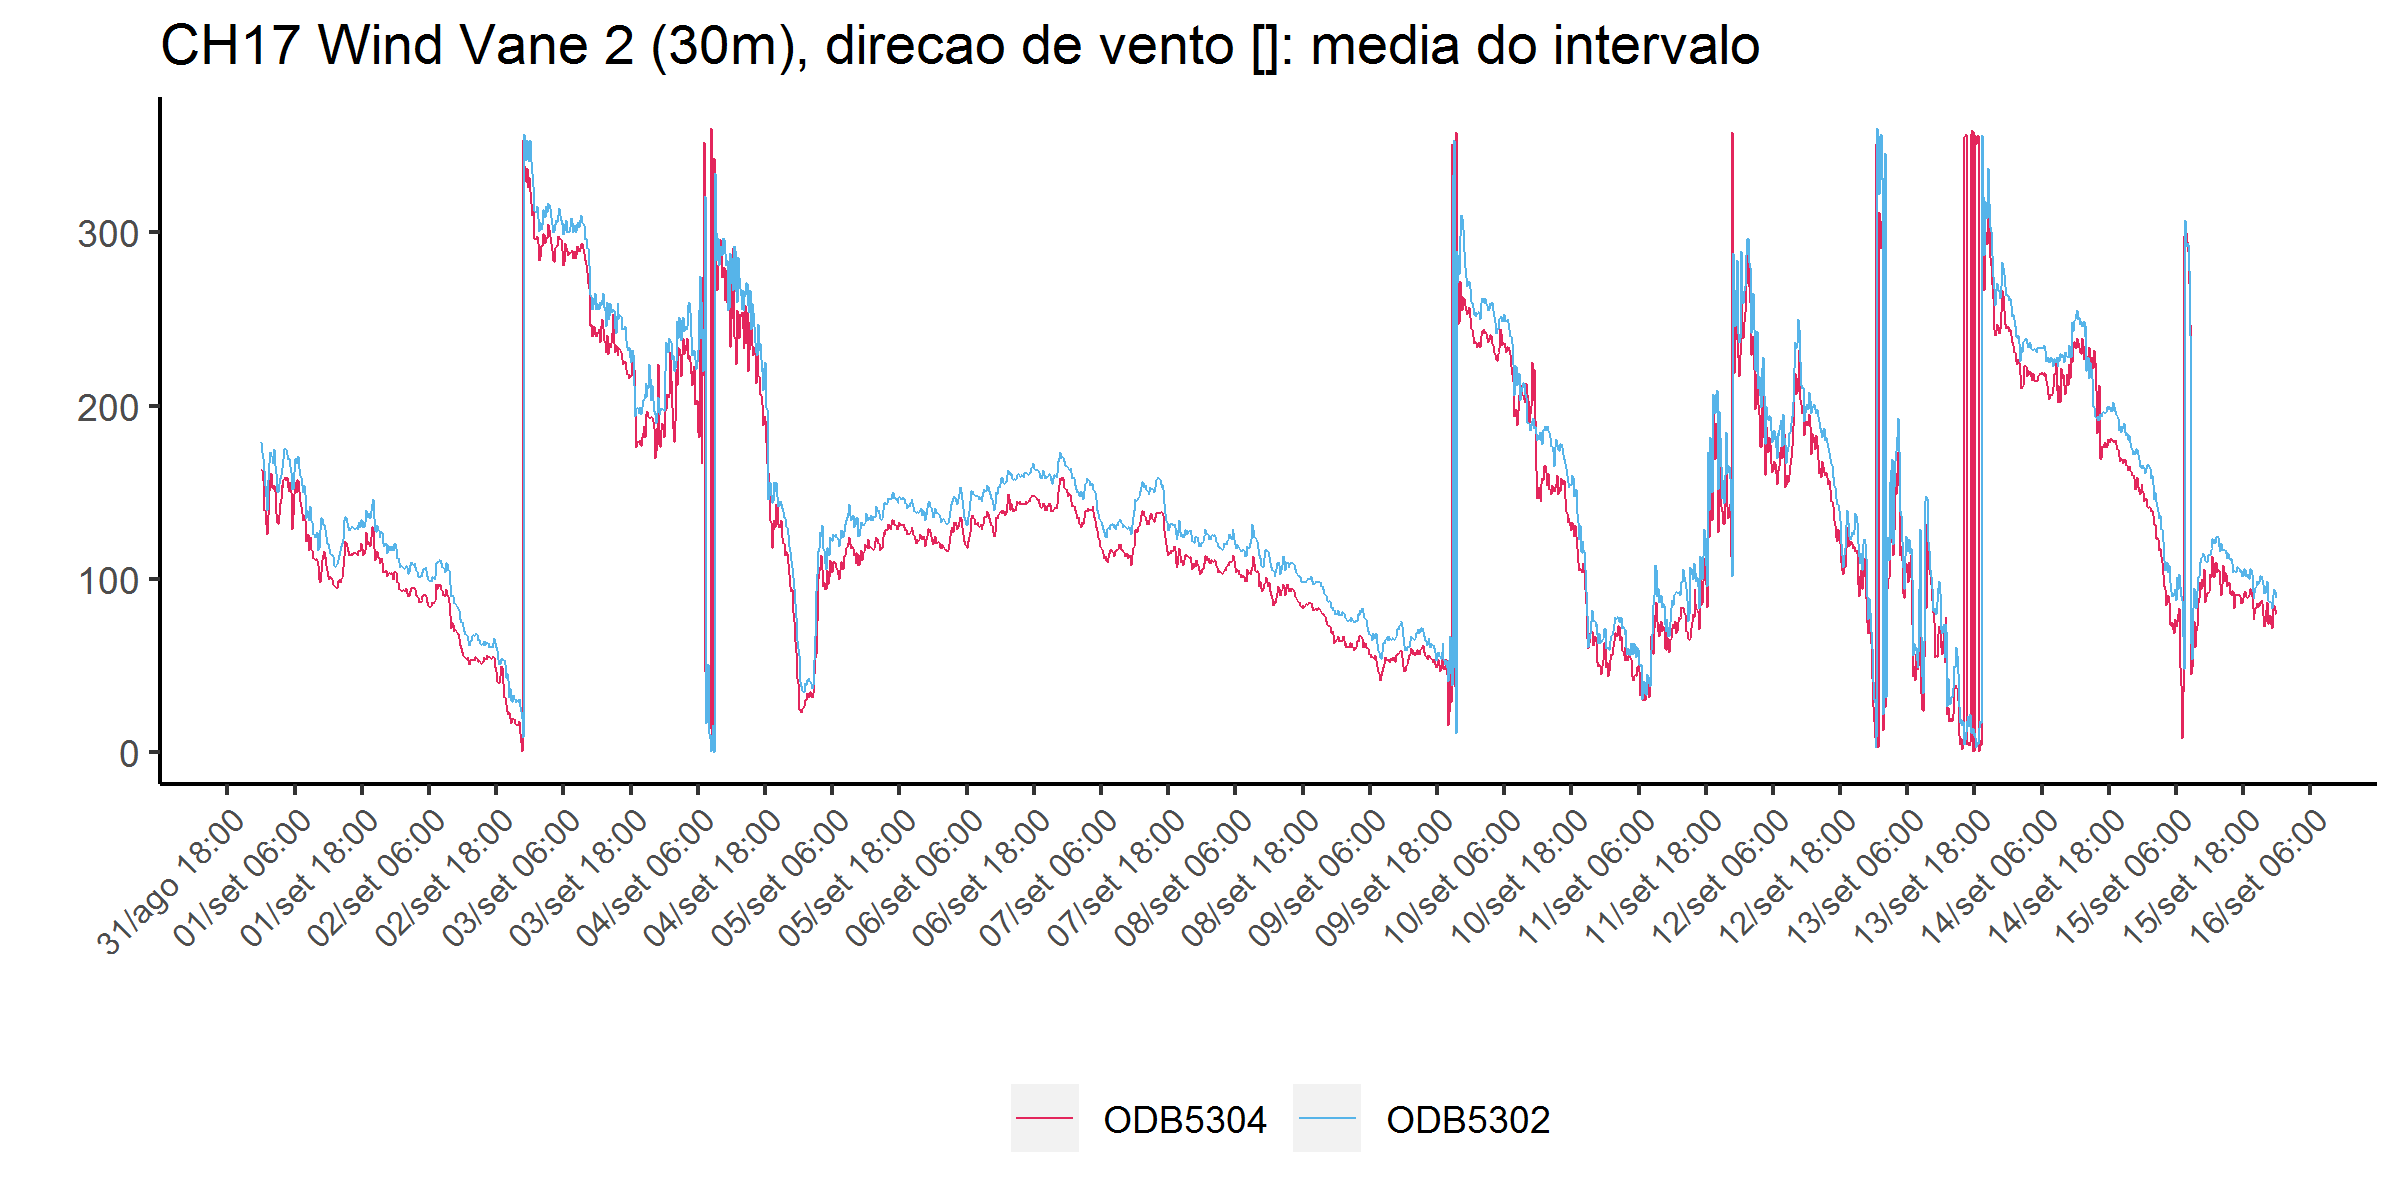 CH17 Wind Vane 2 (30m), direcao de vento []: media do intervalo
300
200
100
0
31/ago 18:00
01/set 06:00
01/set 18:00
02/set 06:00
02/set 18:00
03/set 06:00
03/set 18:00
04/set 06:00
04/set 18:00
05/set 06:00
05/set 18:00
06/set 06:00
06/set 18:00
07/set 06:00
07/set 18:00
08/set 06:00
08/set 18:00
09/set 06:00
09/set 18:00
10/set 06:00
10/set 18:00
11/set 06:00
11/set 18:00
12/set 06:00
12/set 18:00
13/set 06:00
13/set 18:00
14/set 06:00
14/set 18:00
15/set 06:00
15/set 18:00
16/set 06:00
ODB5304
ODB5302